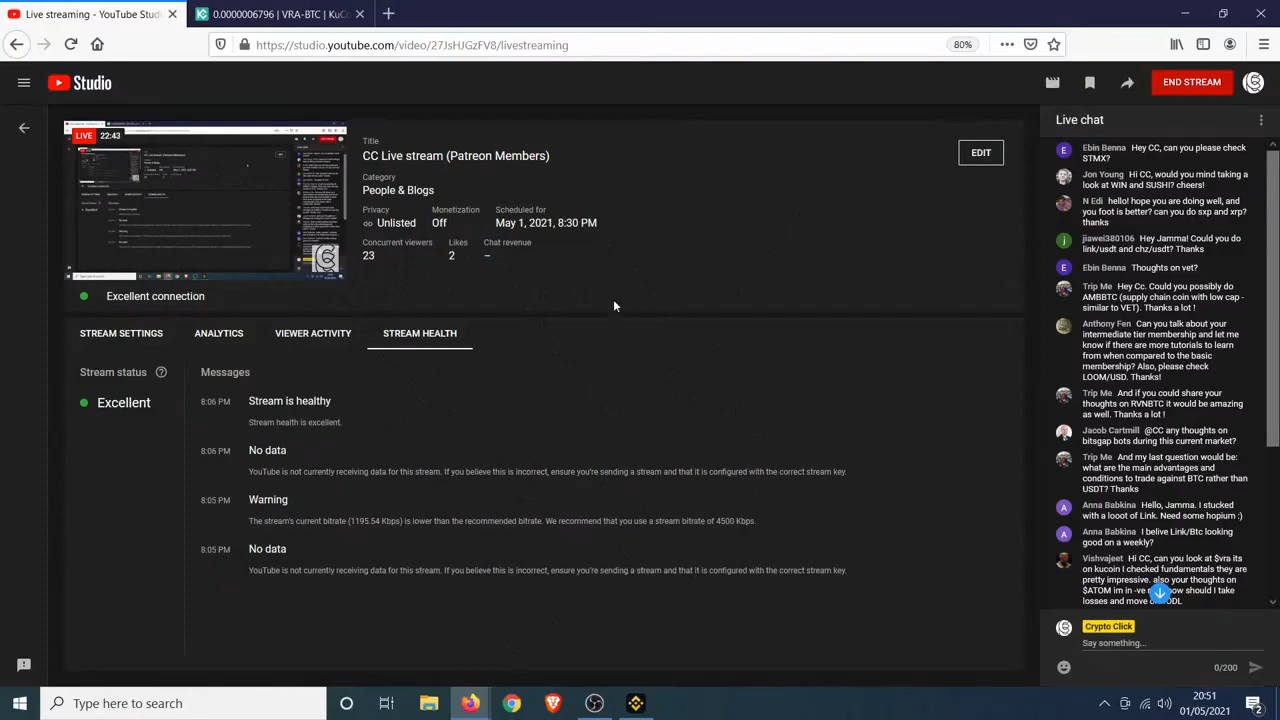 Live streaming - YouTube Studi
0.0000006796 | VRA-BTC | KuCo
https://studio.youtube.com/video/27JsHJGzFV8/livestreaming
80%
Studio
END STREAM
LIVE 22:43
Title
CC Live stream (Patreon Members)
EDIT
Category
People & Blogs
Privacy
Monetization
Scheduled for
Unlisted
Off
May 1, 2021, 8:30 PM
Concurrent viewers
Likes
Chat revenue
23
2
–
Excellent connection
STREAM SETTINGS
ANALYTICS
VIEWER ACTIVITY
STREAM HEALTH
Stream status
Excellent
Messages
8:06 PM Stream is healthy
Stream health is excellent.
8:06 PM No data
YouTube is not currently receiving data for this stream. If you believe this is incorrect, ensure you're sending a stream and that it is configured with the correct stream key.
8:05 PM Warning
The stream's current bitrate (1195.54 Kbps) is lower than the recommended bitrate. We recommend that you use a stream bitrate of 4500 Kbps.
8:05 PM No data
YouTube is not currently receiving data for this stream. If you believe this is incorrect, ensure you're sending a stream and that it is configured with the correct stream key.
Live chat
Ebin Benna Hey CC, can you please check
STMX?
Jon Young Hi CC, would you mind taking a
look at WIN and SUSHI? cheers!
N Edi hello! hope you are doing well, and
you foot is better? can you do sxp and xrp?
thanks
jiawei380106 Hey Jamma! Could you do
link/usdt and chz/usdt? Thanks
Ebin Benna Thoughts on vet?
Trip Me Hey Cc. Could you possibly do
AMBBTC (supply chain coin with low cap -
similar to VET). Thanks a lot !
Anthony Fen Can you talk about your
intermediate tier membership and let me
know if there are more tutorials to learn
from when compared to the basic
membership? Also, please check
LOOM/USD. Thanks!
Trip Me And if you could share your
thoughts on RVNBTC it would be amazing
as well. Thanks a lot !
Jacob Cartmill @CC any thoughts on
bitsgap bots during this current market?
Trip Me And my last question would be:
what are the main advantages and
conditions to trade against BTC rather than
USDT? Thanks
Anna Babkina Hello, Jamma. I stucked
with a looot of Link. Need some hopium :)
Anna Babkina I belive Link/Btc looking
good on a weekly?
Vishvajeet Hi CC, can you look at $vra its
on kucoin I checked fundamentals they are
pretty impressive. also your thoughts on
$ATOM im in -ve now should I take
losses and move on
Crypto Click
Say something...
0/200
Type here to search
20:51
01/05/2021
2